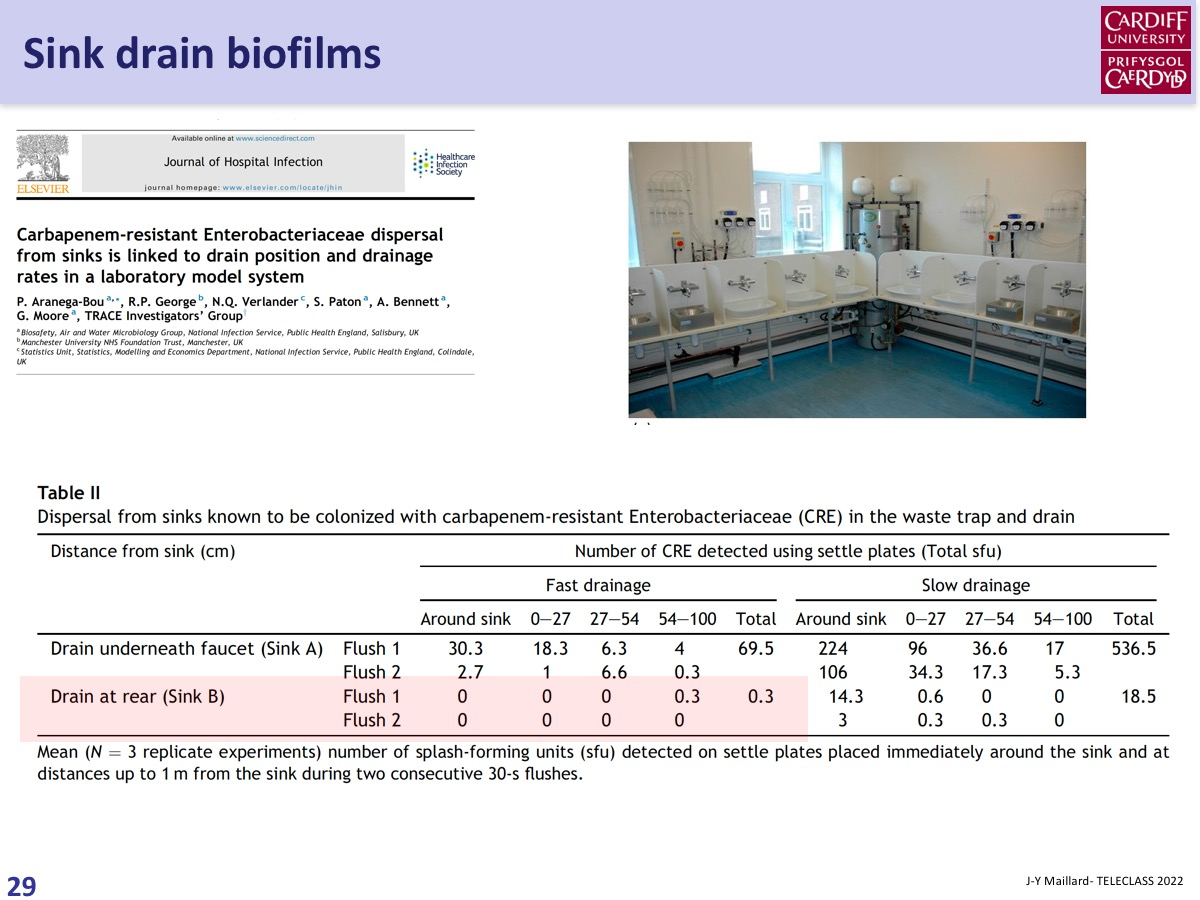 Sink drain biofilms
CARDIFF
UNIVERSITY
PRIFYSGOL
CAERDYDD
Available online at www.sciencedirect.com
Journal of Hospital Infection
journal homepage: www.elsevier.com/locate/jhin
ELSEVIER
Healthcare
Infection
Society
Carbapenem-resistant Enterobacteriaceae dispersal
from sinks is linked to drain position and drainage
rates in a laboratory model system
P. Aranega-Bou a,*, R.P. George b, N.Q. Verlander c, S. Paton a, A. Bennett a,
G. Moore a, TRACE Investigators' Group
a Biosafety, Air and Water Microbiology Group, National Infection Service, Public Health England, Salisbury, UK
b Manchester University NHS Foundation Trust, Manchester, UK
c Statistics Unit, Statistics, Modelling and Economics Department, National Infection Service, Public Health England, Colindale,
UK
Table II
Dispersal from sinks known to be colonized with carbapenem-resistant Enterobacteriaceae (CRE) in the waste trap and drain
Distance from sink (cm) Number of CRE detected using settle plates (Total sfu)
Fast drainage Slow drainage
Around sink 0–27 27–54 54–100 Total Around sink 0–27 27–54 54–100 Total
Drain underneath faucet (Sink A) Flush 1 30.3 18.3 6.3 4 69.5 224 96 36.6 17 536.5
Flush 2 2.7 1 6.6 0.3 106 34.3 17.3 5.3
Drain at rear (Sink B) Flush 1 0 0 0 0.3 0.3 14.3 0.6 0 0 18.5
Flush 2 0 0 0 0 3 0.3 0.3 0
Mean (N = 3 replicate experiments) number of splash-forming units (sfu) detected on settle plates placed immediately around the sink and at
distances up to 1 m from the sink during two consecutive 30-s flushes.
29
J-Y Maillard- TELECLASS 2022